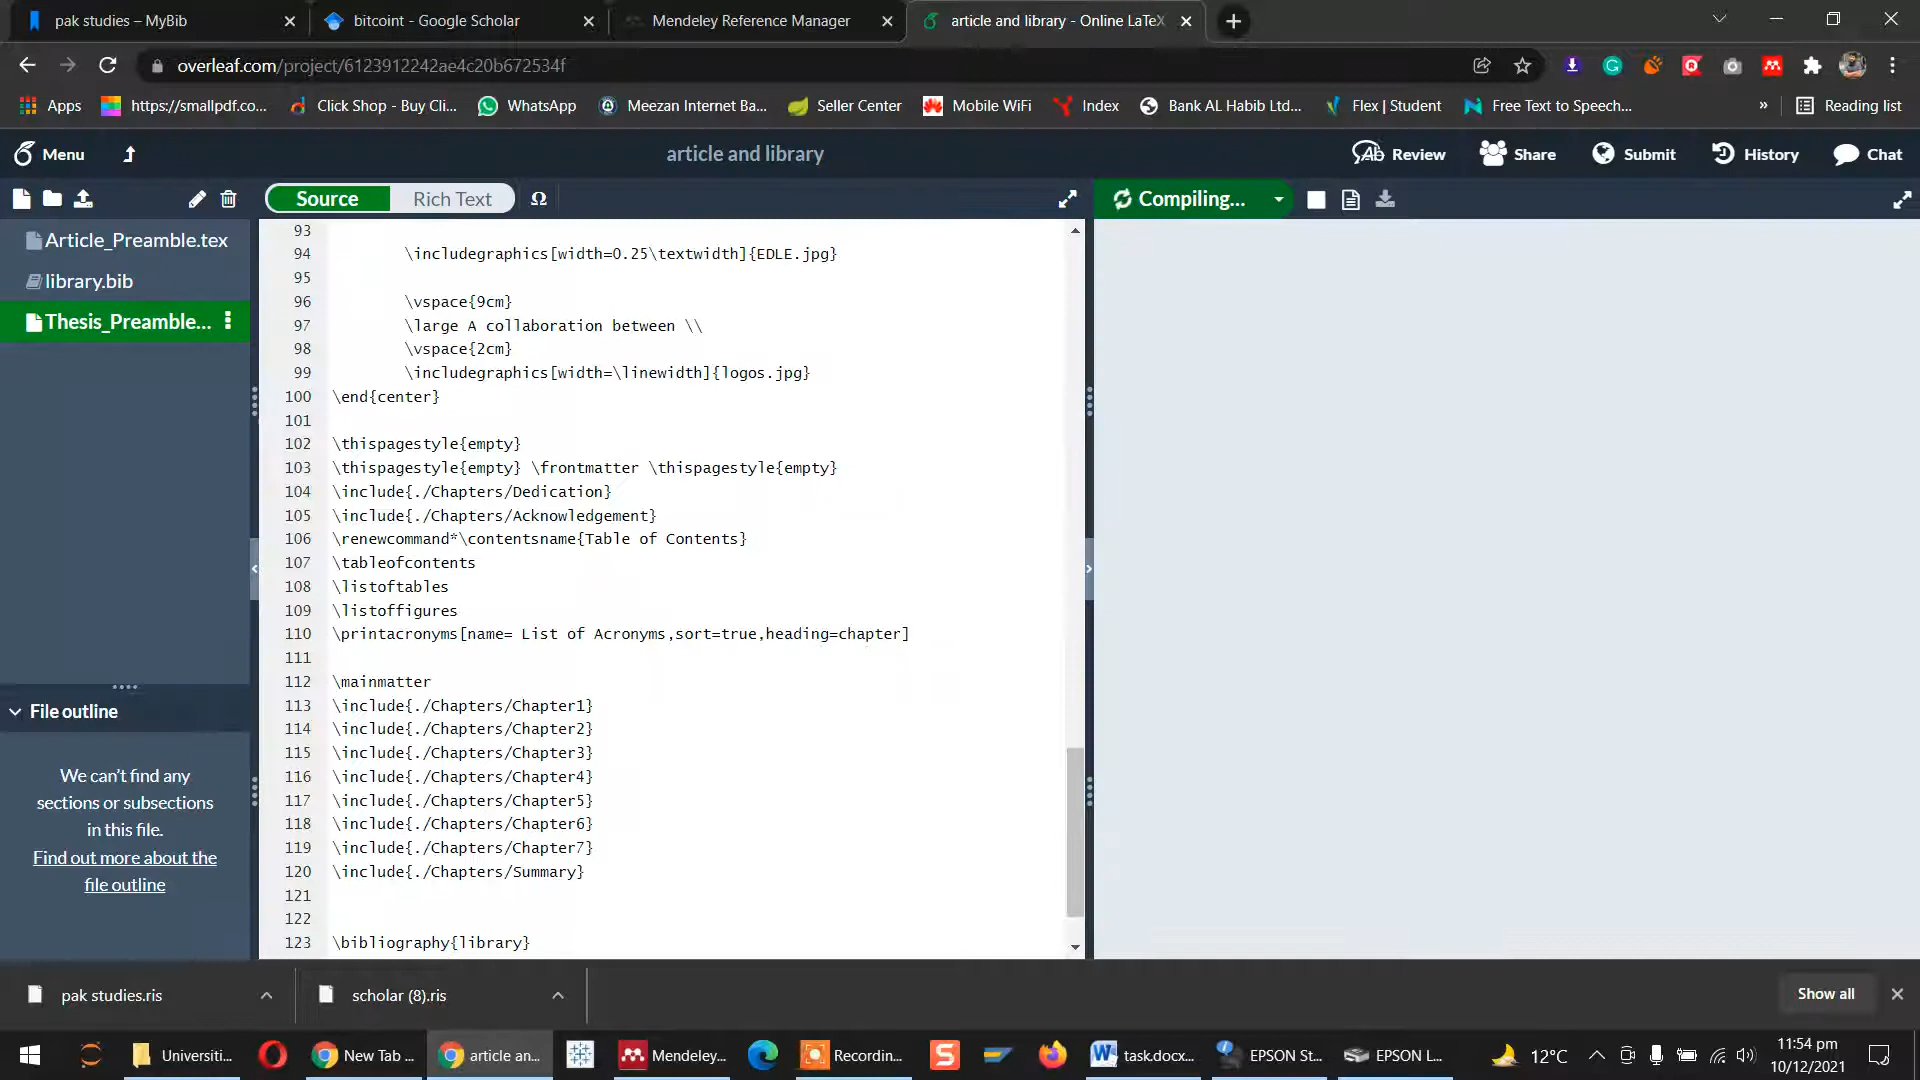 pak studies – MyBib
bitcoint - Google Scholar
Mendeley Reference Manager
article and library - Online LaTeX
overleaf.com/project/6123912242ae4c20b672534f
Apps
https://smallpdf.co...
Click Shop - Buy Cli...
WhatsApp
Meezan Internet Ba...
Seller Center
Mobile WiFi
Index
Bank AL Habib Ltd...
Flex | Student
Free Text to Speech...
»
Reading list
Menu
article and library
Review
Share
Submit
History
Chat
Source
Rich Text
Ω
Compiling...
Article_Preamble.tex
library.bib
Thesis_Preamble...
File outline
We can't find any
sections or subsections
in this file.
Find out more about the
file outline
93
94 \includegraphics[width=0.25\textwidth]{EDLE.jpg}
95
96 \vspace{9cm}
97 \large A collaboration between \\
98 \vspace{2cm}
99 \includegraphics[width=\linewidth]{logos.jpg}
100 \end{center}
101
102 \thispagestyle{empty}
103 \thispagestyle{empty} \frontmatter \thispagestyle{empty}
104 \include{./Chapters/Dedication}
105 \include{./Chapters/Acknowledgement}
106 \renewcommand*\contentsname{Table of Contents}
107 \tableofcontents
108 \listoftables
109 \listoffigures
110 \printacronyms[name= List of Acronyms,sort=true,heading=chapter]
111
112 \mainmatter
113 \include{./Chapters/Chapter1}
114 \include{./Chapters/Chapter2}
115 \include{./Chapters/Chapter3}
116 \include{./Chapters/Chapter4}
117 \include{./Chapters/Chapter5}
118 \include{./Chapters/Chapter6}
119 \include{./Chapters/Chapter7}
120 \include{./Chapters/Summary}
121
122
123 \bibliography{library}
pak studies.ris
scholar (8).ris
Show all
Universiti...
New Tab ...
article an...
Mendeley...
Recordin...
task.docx...
EPSON St...
EPSON L...
12°C
11:54 pm
10/12/2021